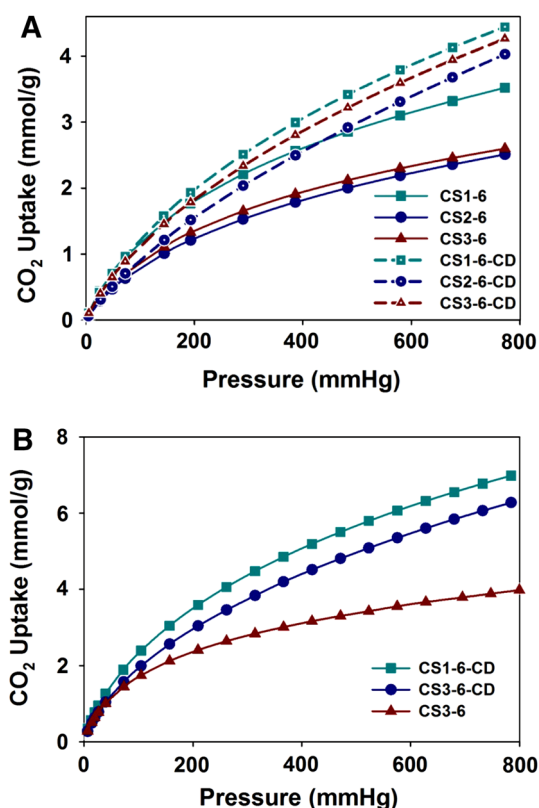 A
CO2 Uptake (mmol/g)
4
3
2
1
0
CS1-6
CS2-6
CS3-6
CS1-6-CD
CS2-6-CD
CS3-6-CD
0 200 400 600 800
Pressure (mmHg)
B
CO2 Uptake (mmol/g)
8
6
4
2
0
CS1-6-CD
CS3-6-CD
CS3-6
0 200 400 600 800
Pressure (mmHg)